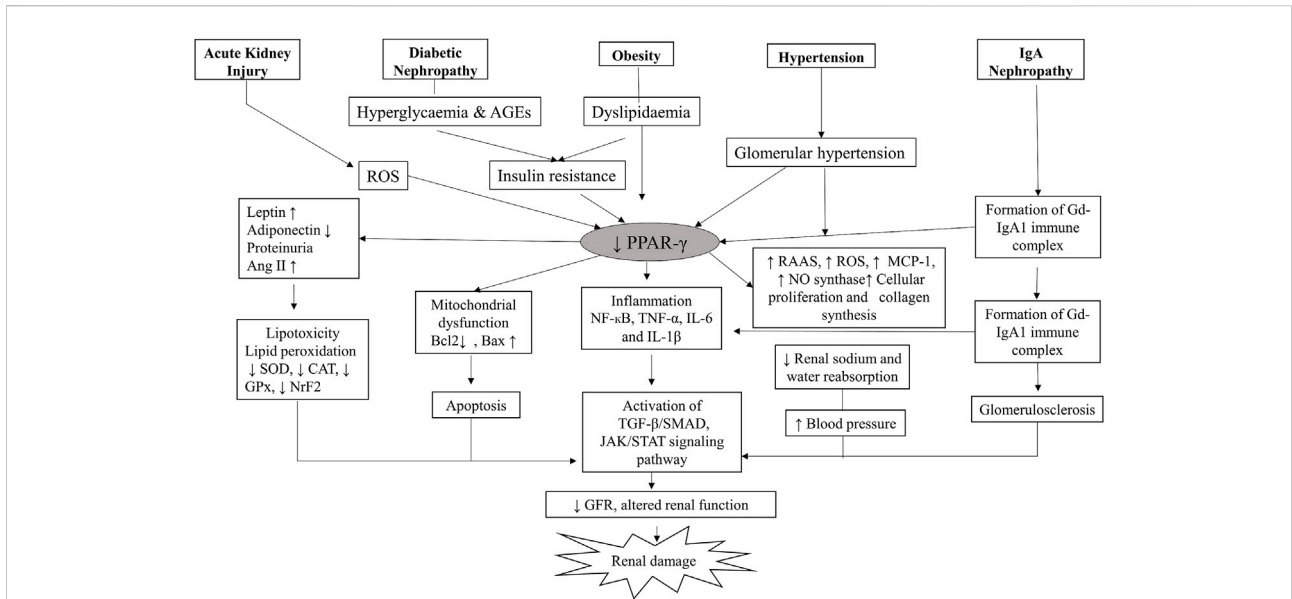 Acute Kidney
Injury
Diabetic
Nephropathy
Obesity
Hypertension
IgA
Nephropathy
Hyperglycaemia & AGEs
Dyslipidaemia
Glomerular hypertension
ROS
Insulin resistance
Leptin ↑
Adiponectin ↓
Proteinuria
Ang II ↑
↓ PPAR-γ
Formation of Gd-
IgA1 immune
complex
↑ RAAS, ↑ ROS, ↑ MCP-1,
↑ NO synthase↑ Cellular
proliferation and collagen
synthesis
Mitochondrial
dysfunction
Bcl2↓ , Bax ↑
Inflammation
NF-κB, TNF-α, IL-6
and IL-1β
Formation of Gd-
IgA1 immune
complex
Lipotoxicity
Lipid peroxidation
↓ SOD, ↓ CAT, ↓
GPx, ↓ NrF2
↓ Renal sodium and
water reabsorption
Apoptosis
Activation of
TGF-β/SMAD,
JAK/STAT signaling
pathway
↑ Blood pressure
Glomerulosclerosis
↓ GFR, altered renal function
Renal damage